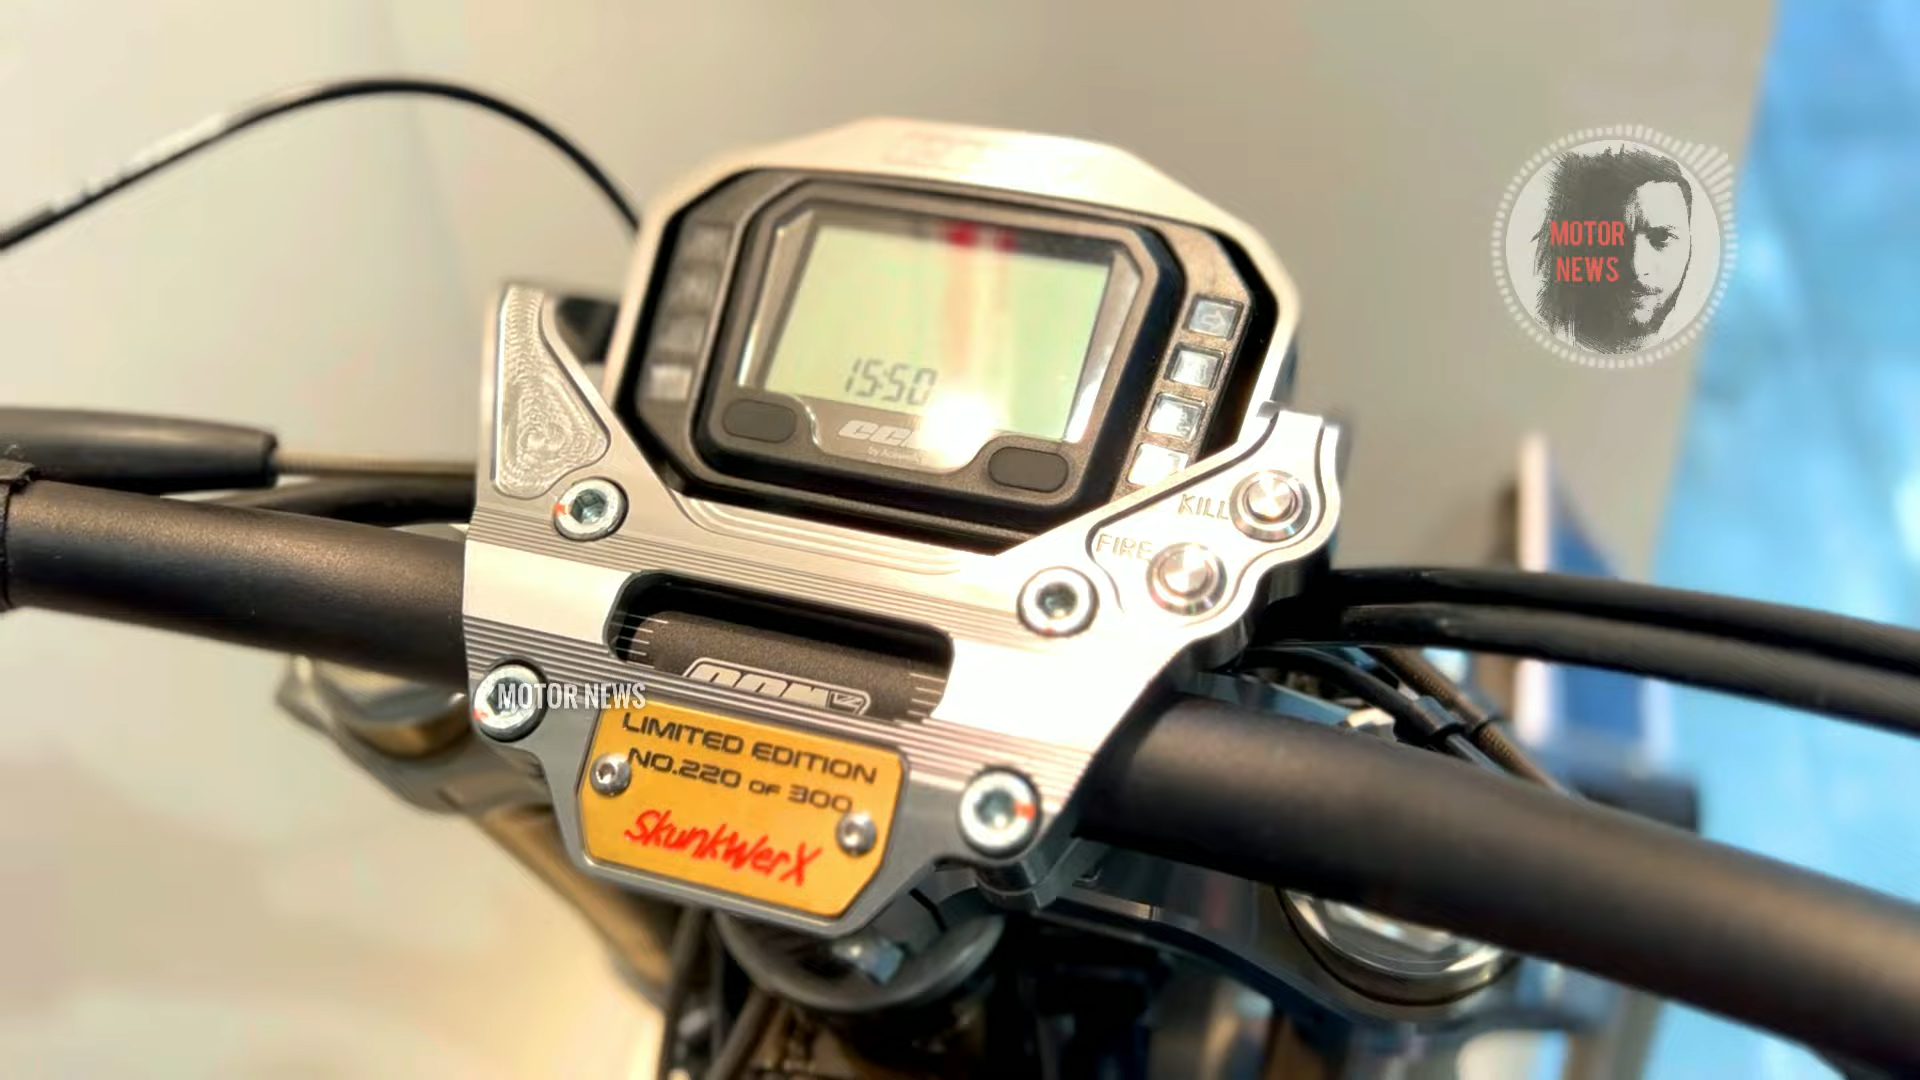 MOTOR
NEWS
15:50
KILL
FIRE
MOTOR NEWS
LIMITED EDITION
NO.220 OF 300
SkunkWerX